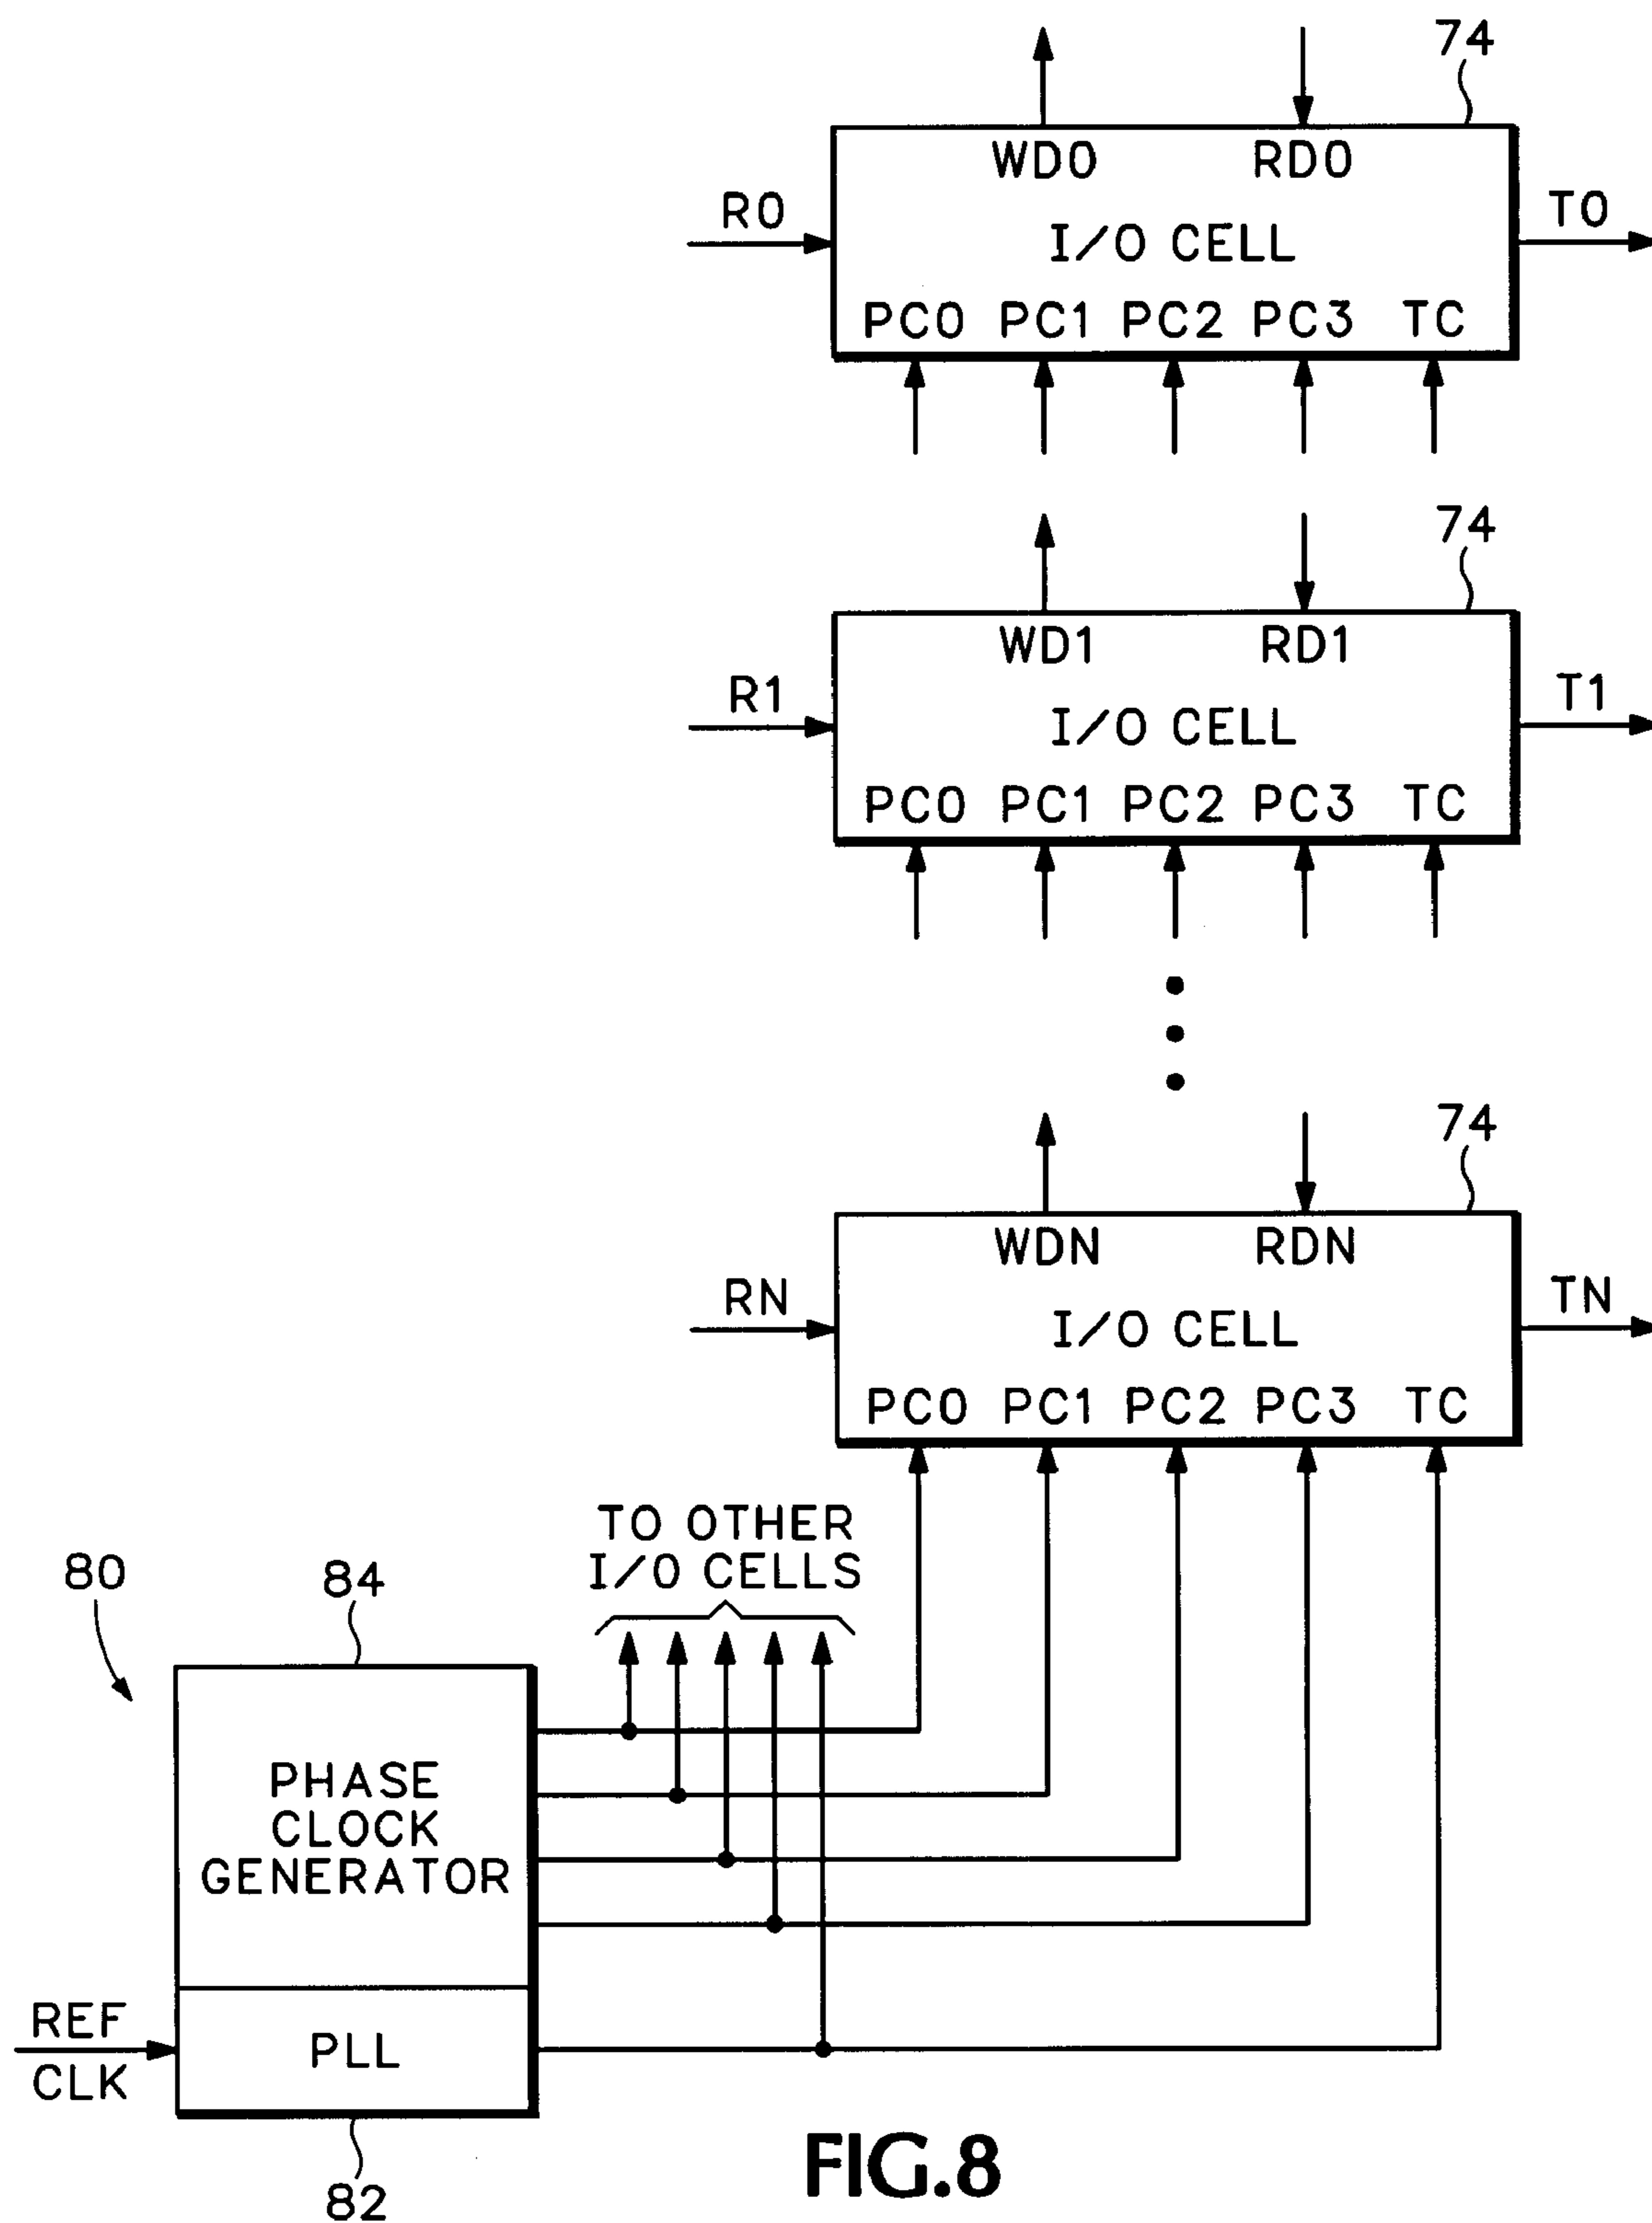 74
WD0 RD0
R0
T0
I/O CELL
PC0 PC1 PC2 PC3 TC
74
WD1 RD1
R1
T1
I/O CELL
PC0 PC1 PC2 PC3 TC
74
WDN RDN
RN
TN
I/O CELL
PC0 PC1 PC2 PC3 TC
TO OTHER
I/O CELLS
80
84
PHASE
CLOCK
GENERATOR
REF
CLK
PLL
82
FIG.8